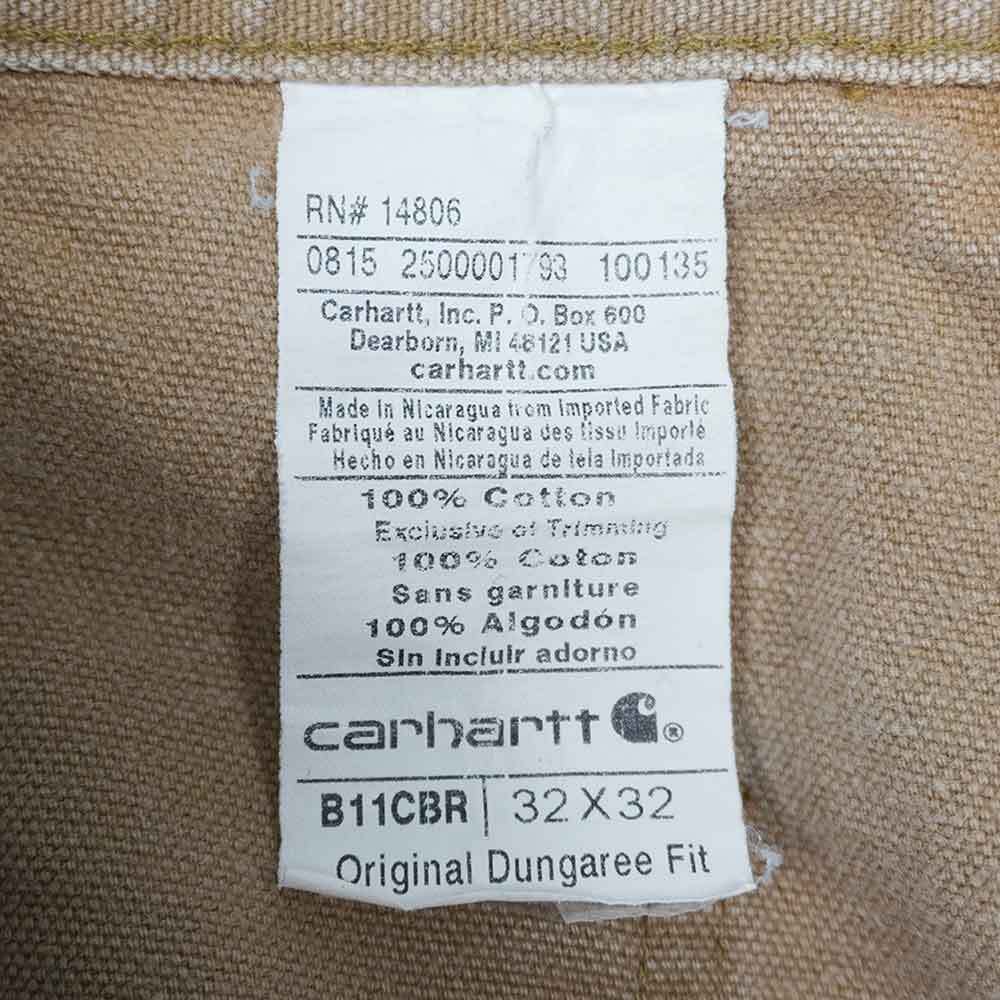 RN# 14806
0815 2500001793 100135
Carhartt, Inc. P. O. Box 600
Dearborn, MI 48121 USA
carhartt.com
Made In Nicaragua from Imported Fabric
Fabriqué au Nicaragua des tissu Importé
Hecho en Nicaragua de tela Importada
100% Cotton
Exclusive of Trimming
100% Coton
Sans garniture
100% Algodón
Sin Incluir adorno
carhartt ®
B11CBR | 32 X 32
Original Dungaree Fit